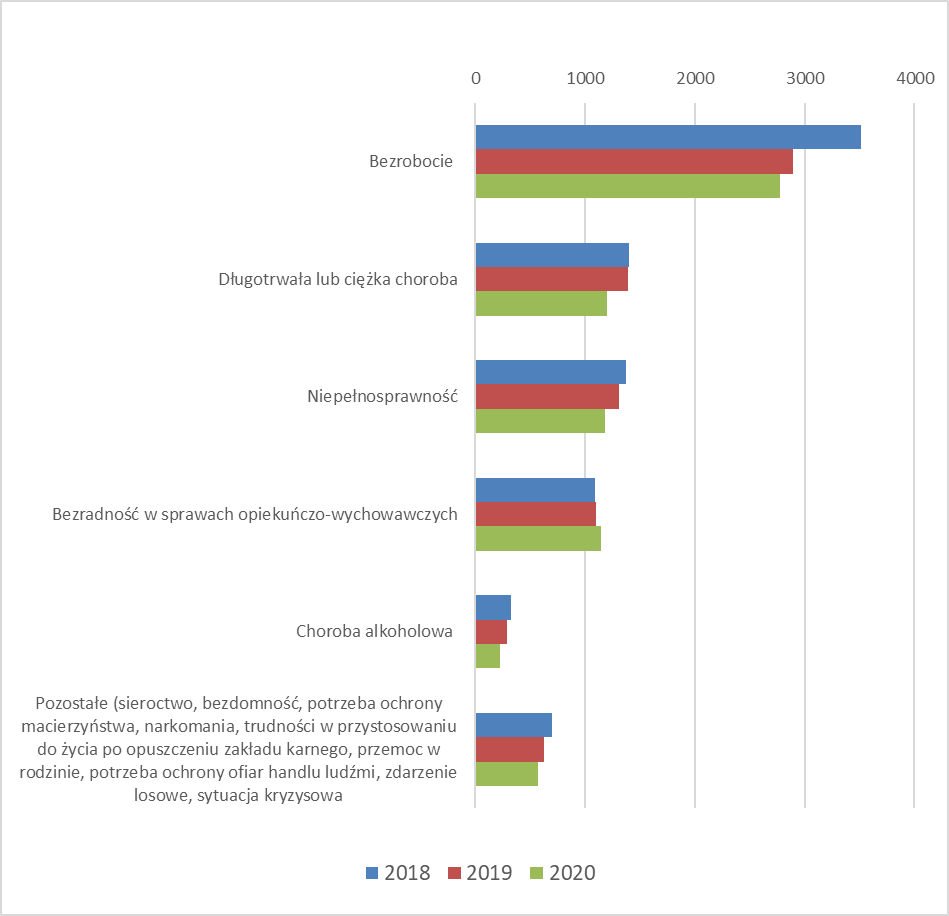 0 1000 2000 3000 4000
Bezrobocie
Długotrwała lub ciężka choroba
Niepełnosprawność
Bezradność w sprawach opiekuńczo-wychowawczych
Choroba alkoholowa
Pozostałe (sieroctwo, bezdomność, potrzeba ochrony
macierzyństwa, narkomania, trudności w przystosowaniu
do życia po opuszczeniu zakładu karnego, przemoc w
rodzinie, potrzeba ochrony ofiar handlu ludźmi, zdarzenie
losowe, sytuacja kryzysowa
2018 2019 2020